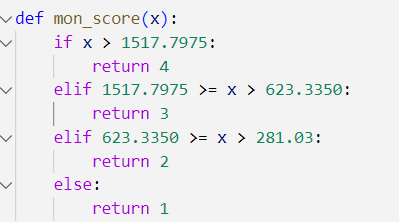 def mon_score(x):
    if x > 1517.7975:
        return 4
    elif 1517.7975 >= x > 623.3350:
        return 3
    elif 623.3350 >= x > 281.03:
        return 2
    else:
        return 1